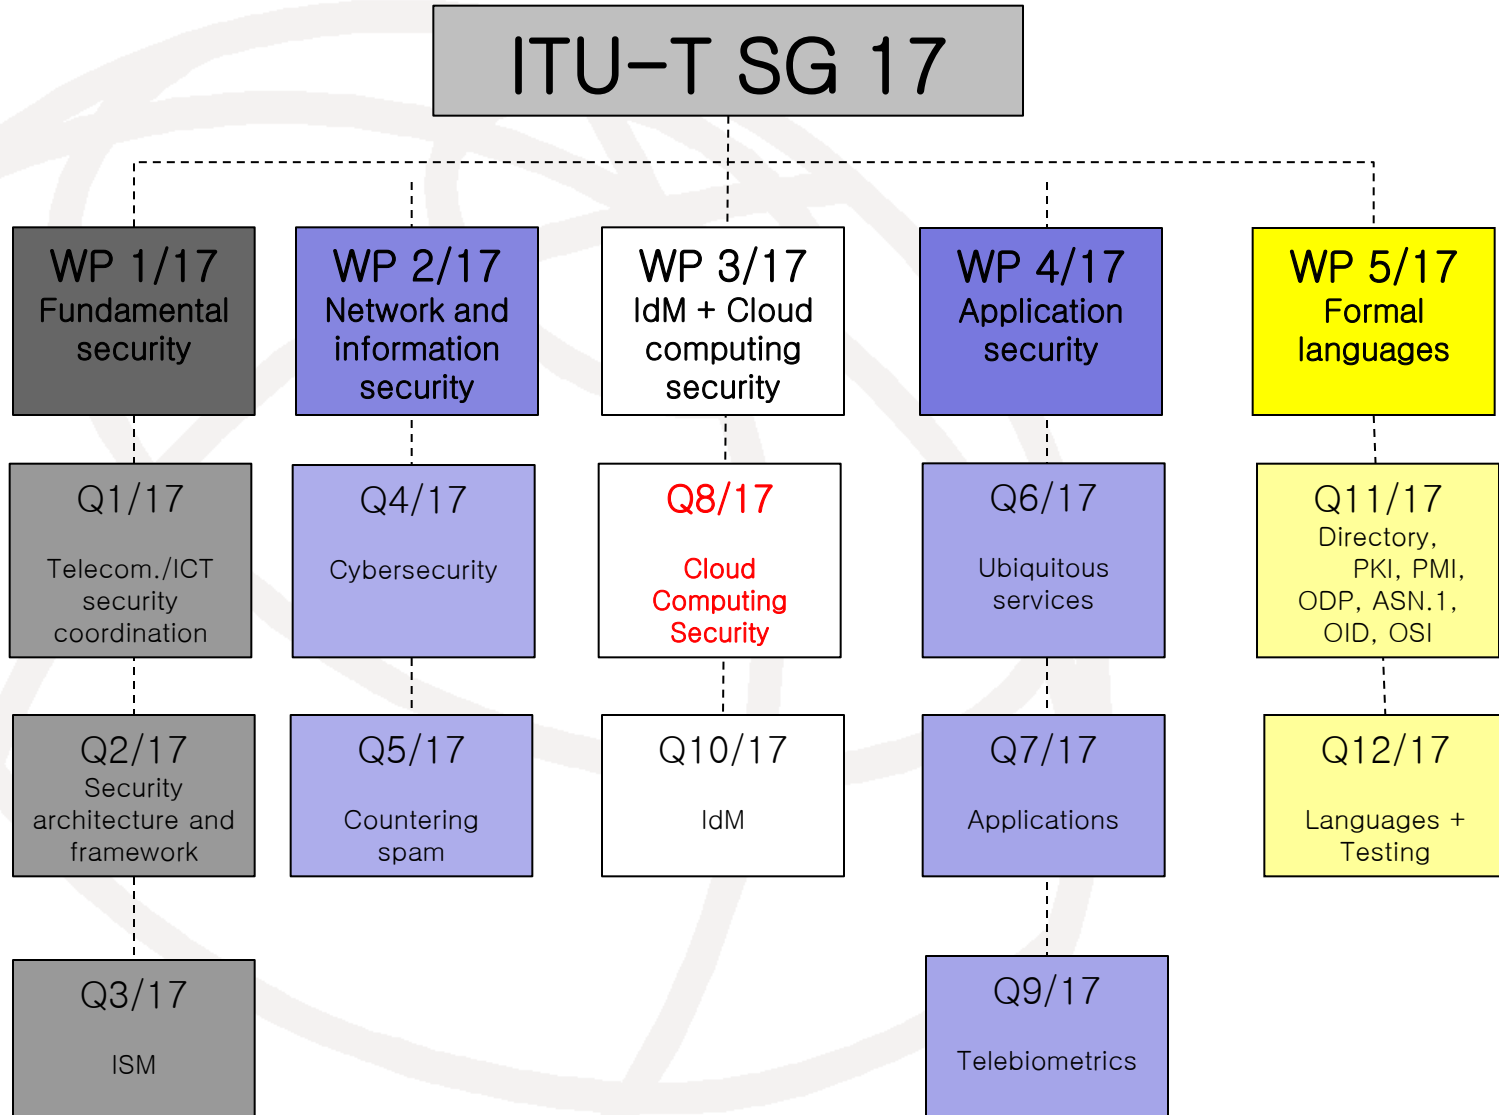 ITU-T SG 17
WP 1/17
Fundamental
security
WP 2/17
Network and
information
security
WP 3/17
IdM + Cloud
computing
security
WP 4/17
Application
security
WP 5/17
Formal
languages
Q1/17
Telecom./ICT
security
coordination
Q4/17
Cybersecurity
Q8/17
Cloud
Computing
Security
Q6/17
Ubiquitous
services
Q11/17
Directory,
PKI, PMI,
ODP, ASN.1,
OID, OSI
Q2/17
Security
architecture and
framework
Q5/17
Countering
spam
Q10/17
IdM
Q7/17
Applications
Q12/17
Languages +
Testing
Q3/17
ISM
Q9/17
Telebiometrics